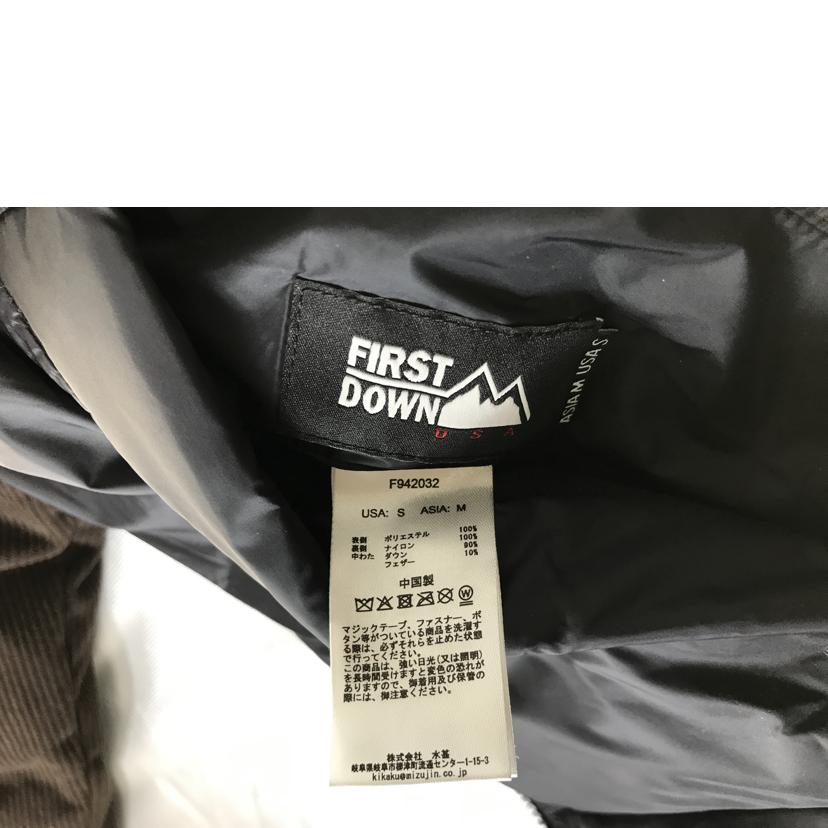 FIRST
DOWN
USA
ASIA M USA S
F942032
USA: S ASIA: M
表側 ポリエステル 100%
裏側 ナイロン 100%
中わた ダウン 90%
フェザー 10%
中国製
W
マジックテープ、ファスナー、ボ
タン等がついている商品を洗濯す
る際は、必ずそれらを止めた状態
で行ってください。
この商品は、強い日光(又は照明)
を長時間受けますと変色の恐れが
ありますので、御着用及び保管の
際には、御注意ください。
株式会社 水甚
岐阜県岐阜市柳津町流通センター1-15-3
kikaku@mizujin.co.jp